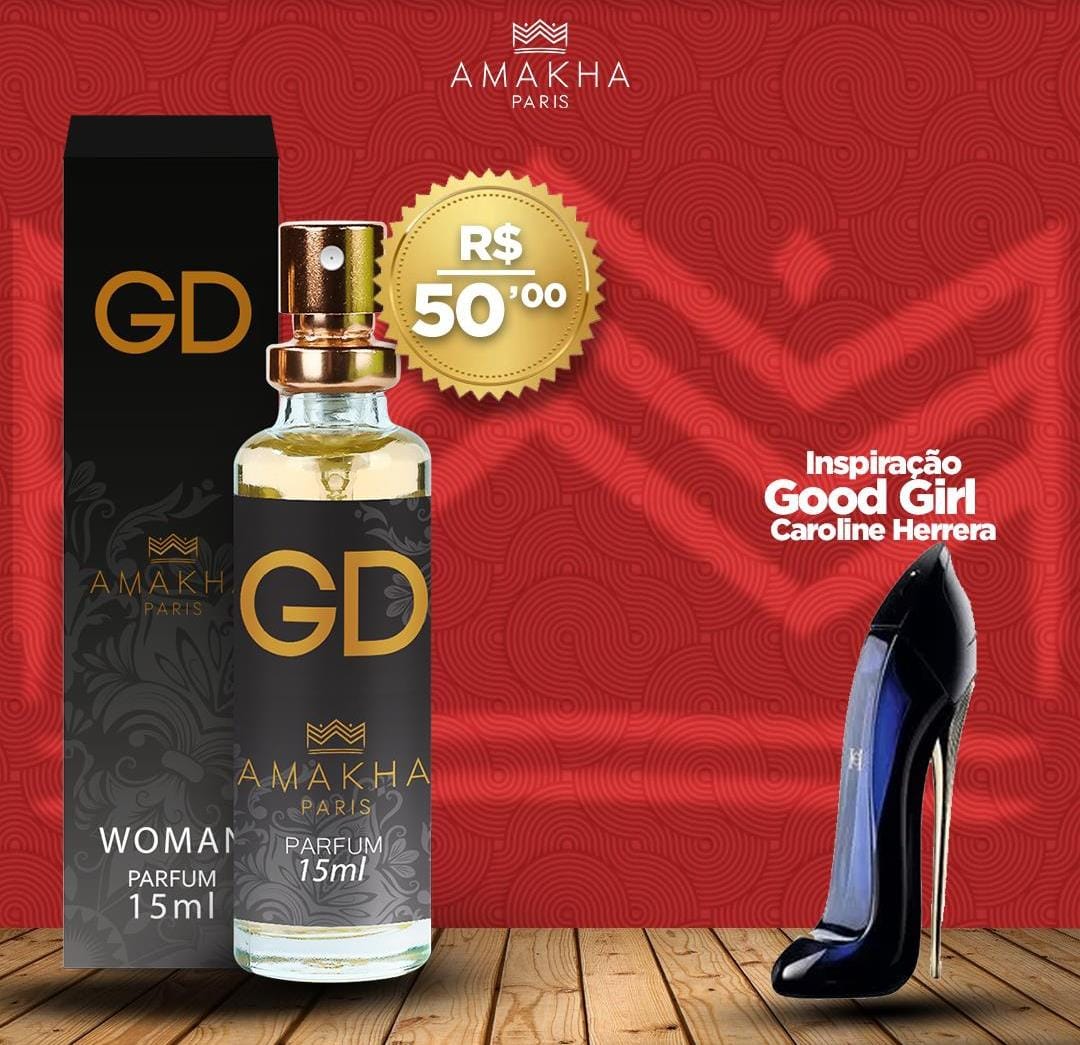 AMAKHA
PARIS
R$
50,00
GD
AMAKH
PARIS
WOMAN
PARFUM
15ml
GD
AMAKHA
PARIS
PARFUM
15ml
Inspiração
Good Girl
Caroline Herrera